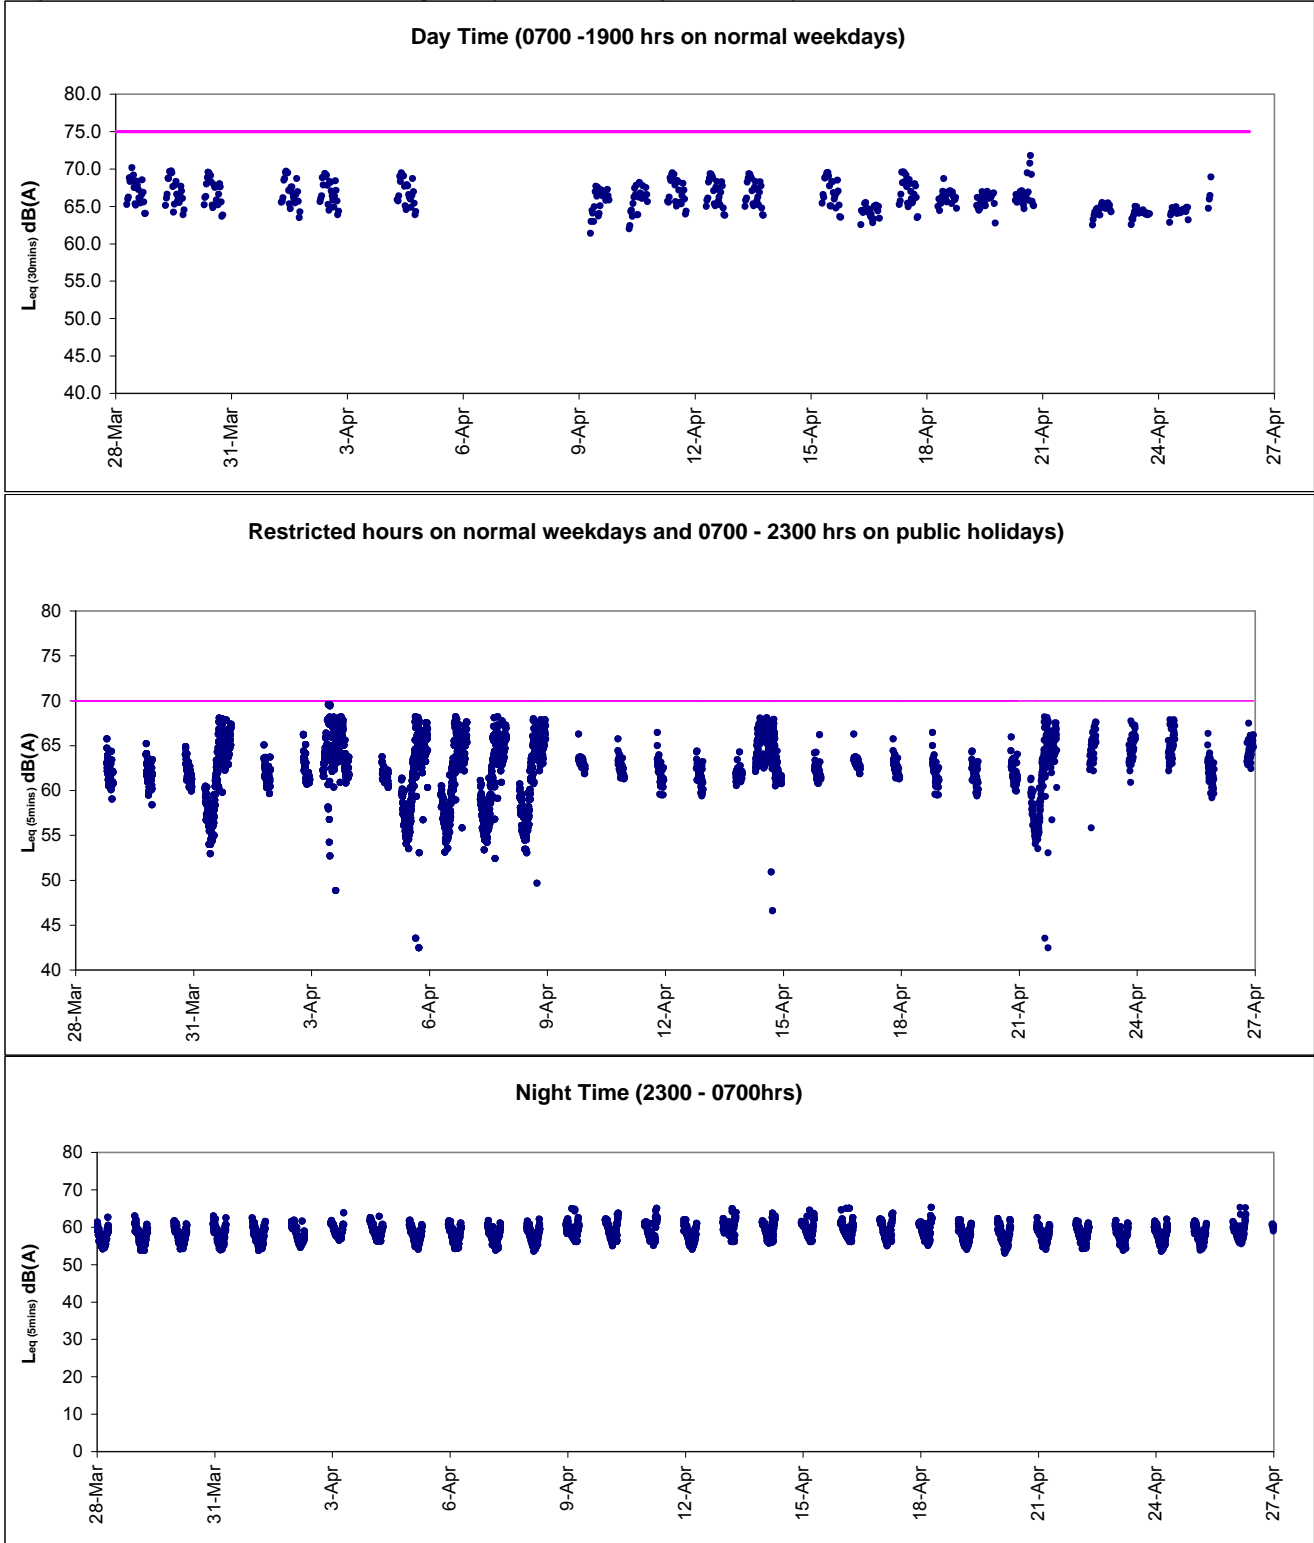 Day Time (0700 -1900 hrs on normal weekdays)
Leq (30mins) dB(A)
80.0
75.0
70.0
65.0
60.0
55.0
50.0
45.0
40.0
28-Mar
31-Mar
3-Apr
6-Apr
9-Apr
12-Apr
15-Apr
18-Apr
21-Apr
24-Apr
27-Apr
Restricted hours on normal weekdays and 0700 - 2300 hrs on public holidays)
Leq (5mins) dB(A)
80
75
70
65
60
55
50
45
40
28-Mar
31-Mar
3-Apr
6-Apr
9-Apr
12-Apr
15-Apr
18-Apr
21-Apr
24-Apr
27-Apr
Night Time (2300 - 0700hrs)
Leq (5mins) dB(A)
80
70
60
50
40
30
20
10
0
28-Mar
31-Mar
3-Apr
6-Apr
9-Apr
12-Apr
15-Apr
18-Apr
21-Apr
24-Apr
27-Apr